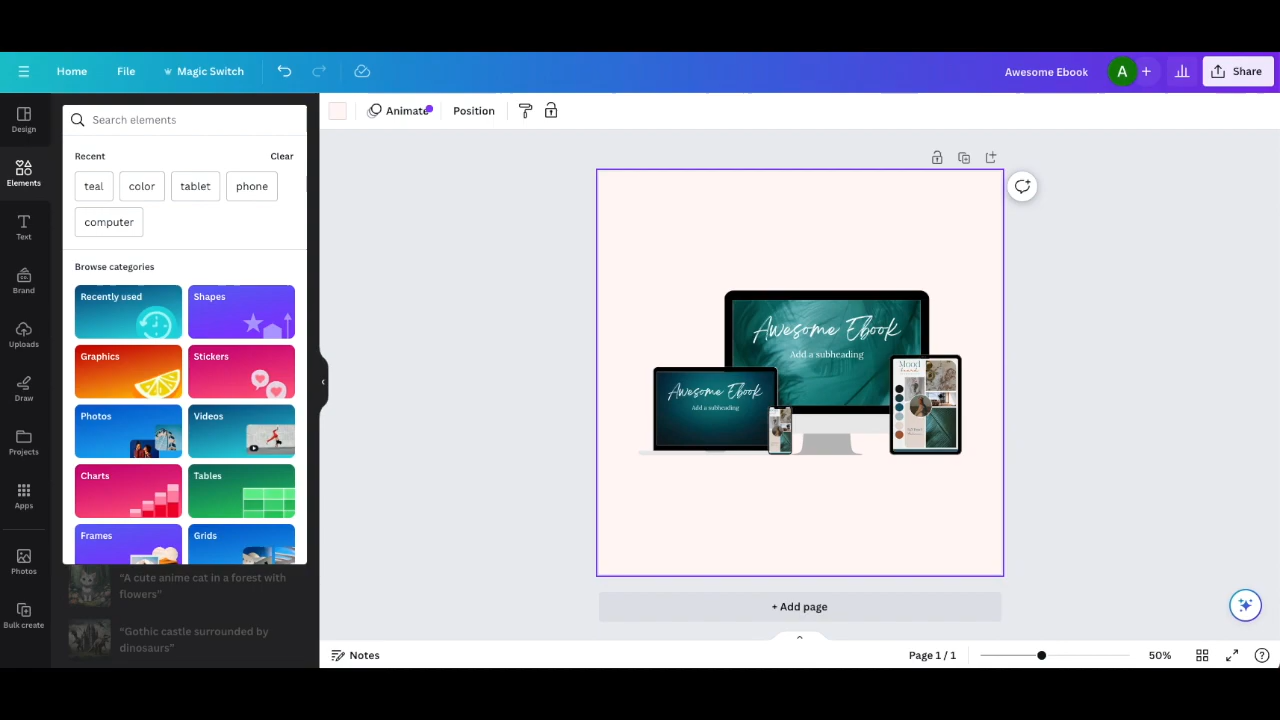 Home File Magic Switch Awesome Ebook A + Share
Design
Elements
Text
Brand
Uploads
Draw
Projects
Apps
Photos
Bulk create
Search elements
Recent Clear
teal color tablet phone
computer
Browse categories
Recently used Shapes
Graphics Stickers
Photos Videos
Charts Tables
Frames Grids
“A cute anime cat in a forest with
flowers”
“Gothic castle surrounded by
dinosaurs”
Animate Position
Awesome Ebook
Add a subheading
Awesome Ebook
Add a subheading
Mood
+ Add page
Notes Page 1 / 1 50%